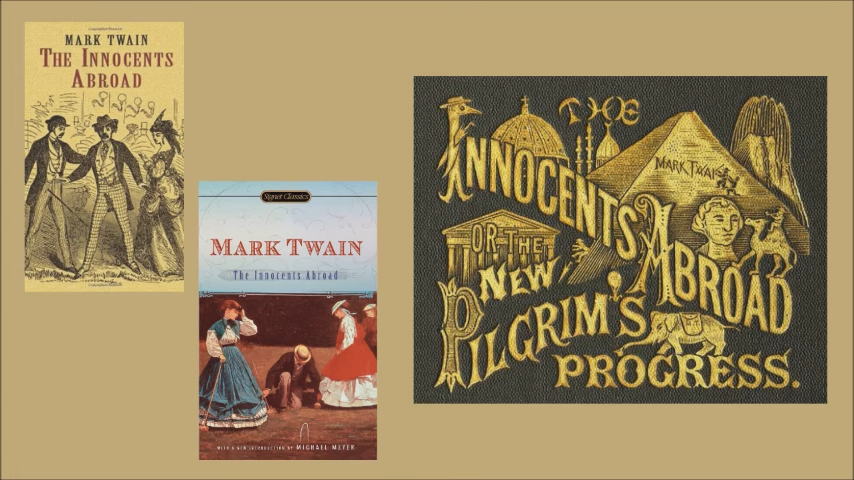 MARK TWAIN
THE INNOCENTS
ABROAD
Signet Classics
MARK TWAIN
The Innocents Abroad
WITH A NEW INTRODUCTION BY MICHAEL MEYER
THE
INNOCENTS
MARK TWAIN
OR THE
ABROAD
NEW
PILGRIM'S
PROGRESS.